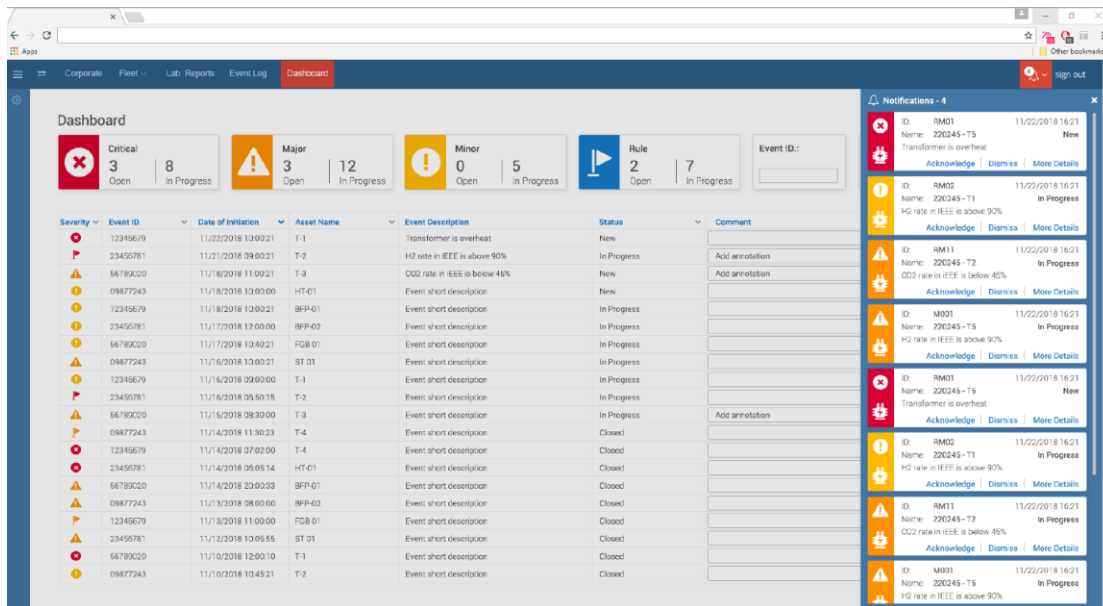 Apps
Other bookmarks
Corporate Fleet Lab Reports Event Log Dashboard
4
sign out
Dashboard
Critical
3 8
Open In Progress
Major
3 12
Open In Progress
Minor
0 5
Open In Progress
Rule
2 7
Open In Progress
Event ID.:
Severity Event ID. Date of Initiation Asset Name Event Description Status Comment
12345679 11/22/2018 10:00:21 T-1 Transformer is overheat New
23455781 11/21/2018 09:00:21 T-2 H2 rate in IEEE is above 90% In Progress Add annotation
56789020 11/18/2018 11:00:21 T-3 CO2 rate in IEEE is below 45% New Add annotation
09877243 11/18/2018 10:00:00 HT-01 Event short description New
12345679 11/18/2018 10:00:21 BFP-01 Event short description In Progress
23455781 11/17/2018 12:00:00 BFP-02 Event short description In Progress
56789020 11/17/2018 10:40:21 FGB 01 Event short description In Progress
09877243 11/16/2018 10:00:21 ST 01 Event short description In Progress
12345679 11/16/2018 09:00:00 T-1 Event short description In Progress
23455781 11/16/2018 05:50:15 T-2 Event short description In Progress
56789020 11/15/2018 08:30:00 T-3 Event short description In Progress Add annotation
09877243 11/14/2018 11:30:23 T-4 Event short description Closed
12345679 11/14/2018 07:02:00 T-4 Event short description Closed
23455781 11/14/2018 06:05:14 HT-01 Event short description Closed
56789020 11/14/2018 20:00:33 BFP-01 Event short description Closed
09877243 11/13/2018 08:00:00 BFP-02 Event short description Closed
12345679 11/13/2018 11:00:00 FGB 01 Event short description Closed
23455781 11/12/2018 10:05:55 ST 01 Event short description Closed
56789020 11/10/2018 12:00:10 T-1 Event short description Closed
09877243 11/10/2018 10:45:21 T-2 Event short description Closed
Notifications - 4
ID: RM01 11/22/2018 16:21
Name: 220245 - T5 New
Transformer is overheat
Acknowledge Dismiss More Details
ID: RM02 11/22/2018 16:21
Name: 220245 - T1 In Progress
H2 rate in IEEE is above 90%
Acknowledge Dismiss More Details
ID: RM11 11/22/2018 16:21
Name: 220245 - T2 In Progress
CO2 rate in IEEE is below 45%
Acknowledge Dismiss More Details
ID: M001 11/22/2018 16:21
Name: 220245 - T5 In Progress
H2 rate in IEEE is above 90%
Acknowledge Dismiss More Details
ID: RM01 11/22/2018 16:21
Name: 220245 - T5 New
Transformer is overheat
Acknowledge Dismiss More Details
ID: RM02 11/22/2018 16:21
Name: 220245 - T1 In Progress
H2 rate in IEEE is above 90%
Acknowledge Dismiss More Details
ID: RM11 11/22/2018 16:21
Name: 220245 - T2 In Progress
CO2 rate in IEEE is below 45%
Acknowledge Dismiss More Details
ID: M001 11/22/2018 16:21
Name: 220245 - T5 In Progress
H2 rate in IEEE is above 90%